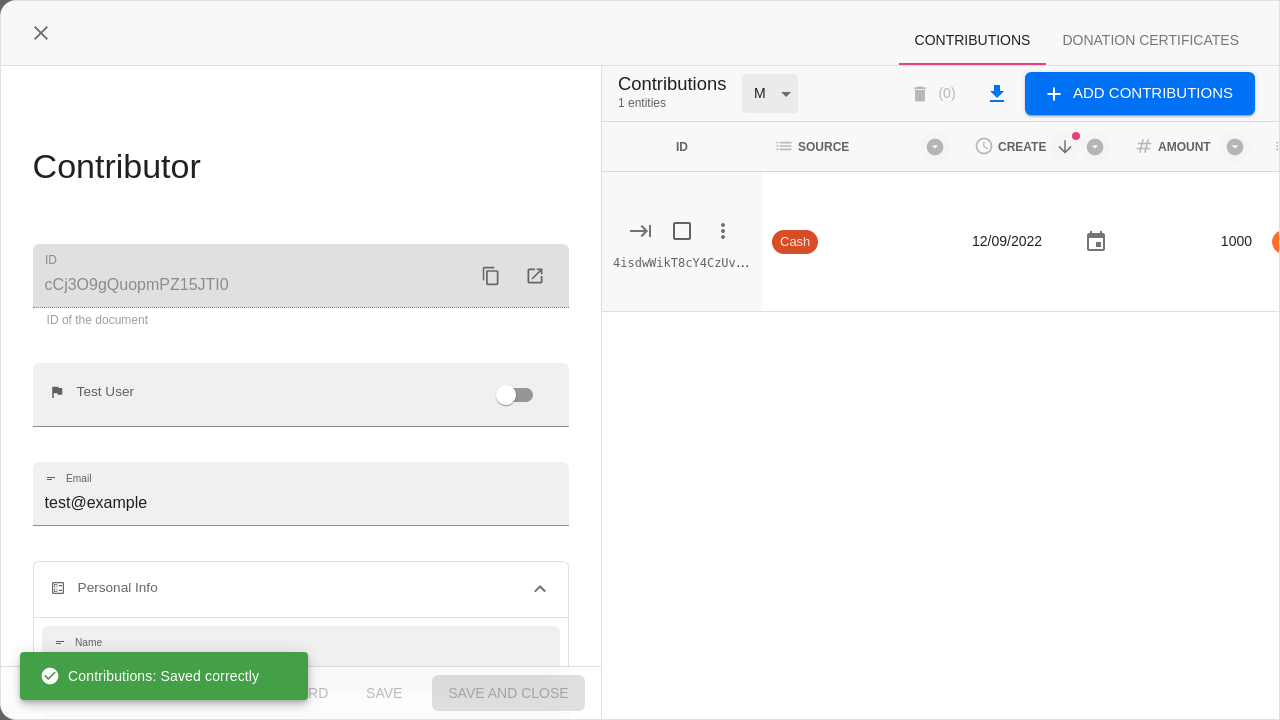 CONTRIBUTIONS
DONATION CERTIFICATES
Contributor
ID
cCj3O9gQuopmPZ15JTI0
ID of the document
Test User
Email
test@example
Personal Info
Name
RD
SAVE
SAVE AND CLOSE
Contributions: Saved correctly
Contributions
1 entities
M
(0)
ADD CONTRIBUTIONS
ID
SOURCE
CREATE
AMOUNT
4isdwWikT8cY4CzUv...
Cash
12/09/2022
1000